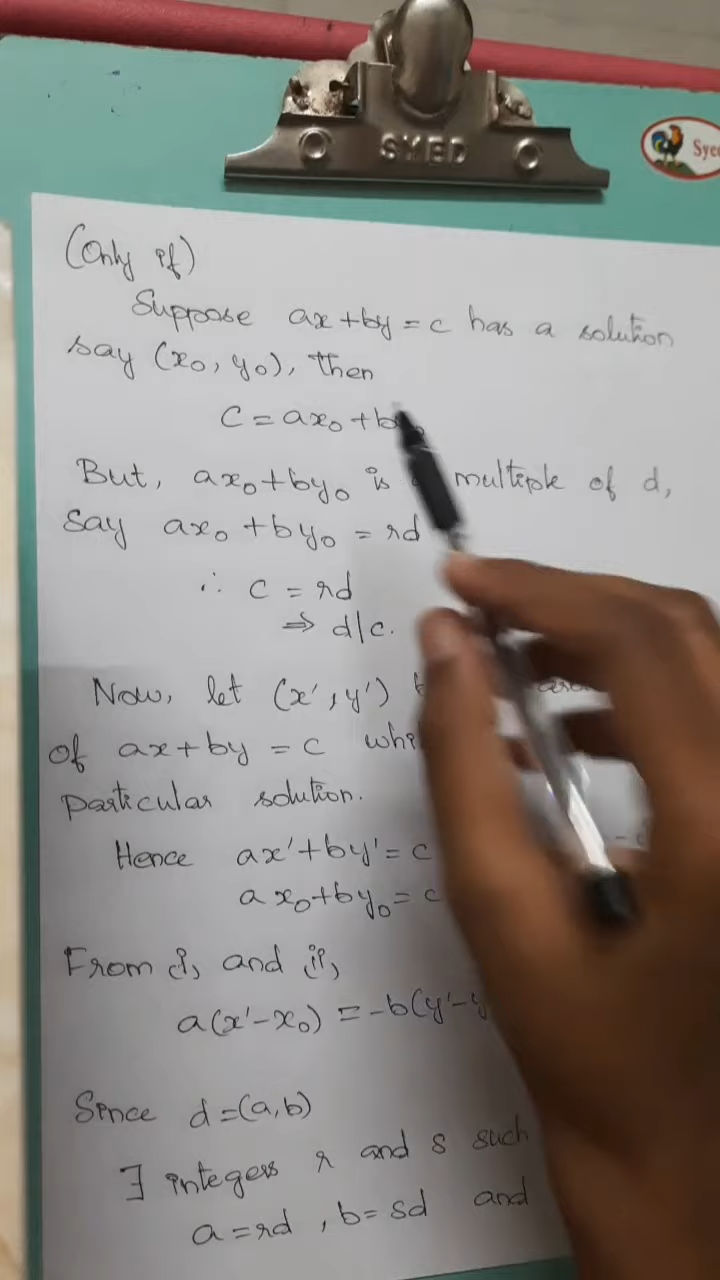 SYED
Syed
(Only if)
Suppose ax+by=c has a solution
say (x₀, y₀), then
C = ax₀ + b
But, ax₀+by₀ is multiple of d,
say ax₀ + by₀ = rd
∴ c = rd
⇒ d|c.
Now, let (x', y')
of ax+by = c whi
particular solution.
Hence ax'+by' = c
ax₀+by₀ = c
From i, and ii,
a(x'-x₀) = -b(y'-y
Since d=(a,b)
∃ integers r and s such
a=rd, b=sd and